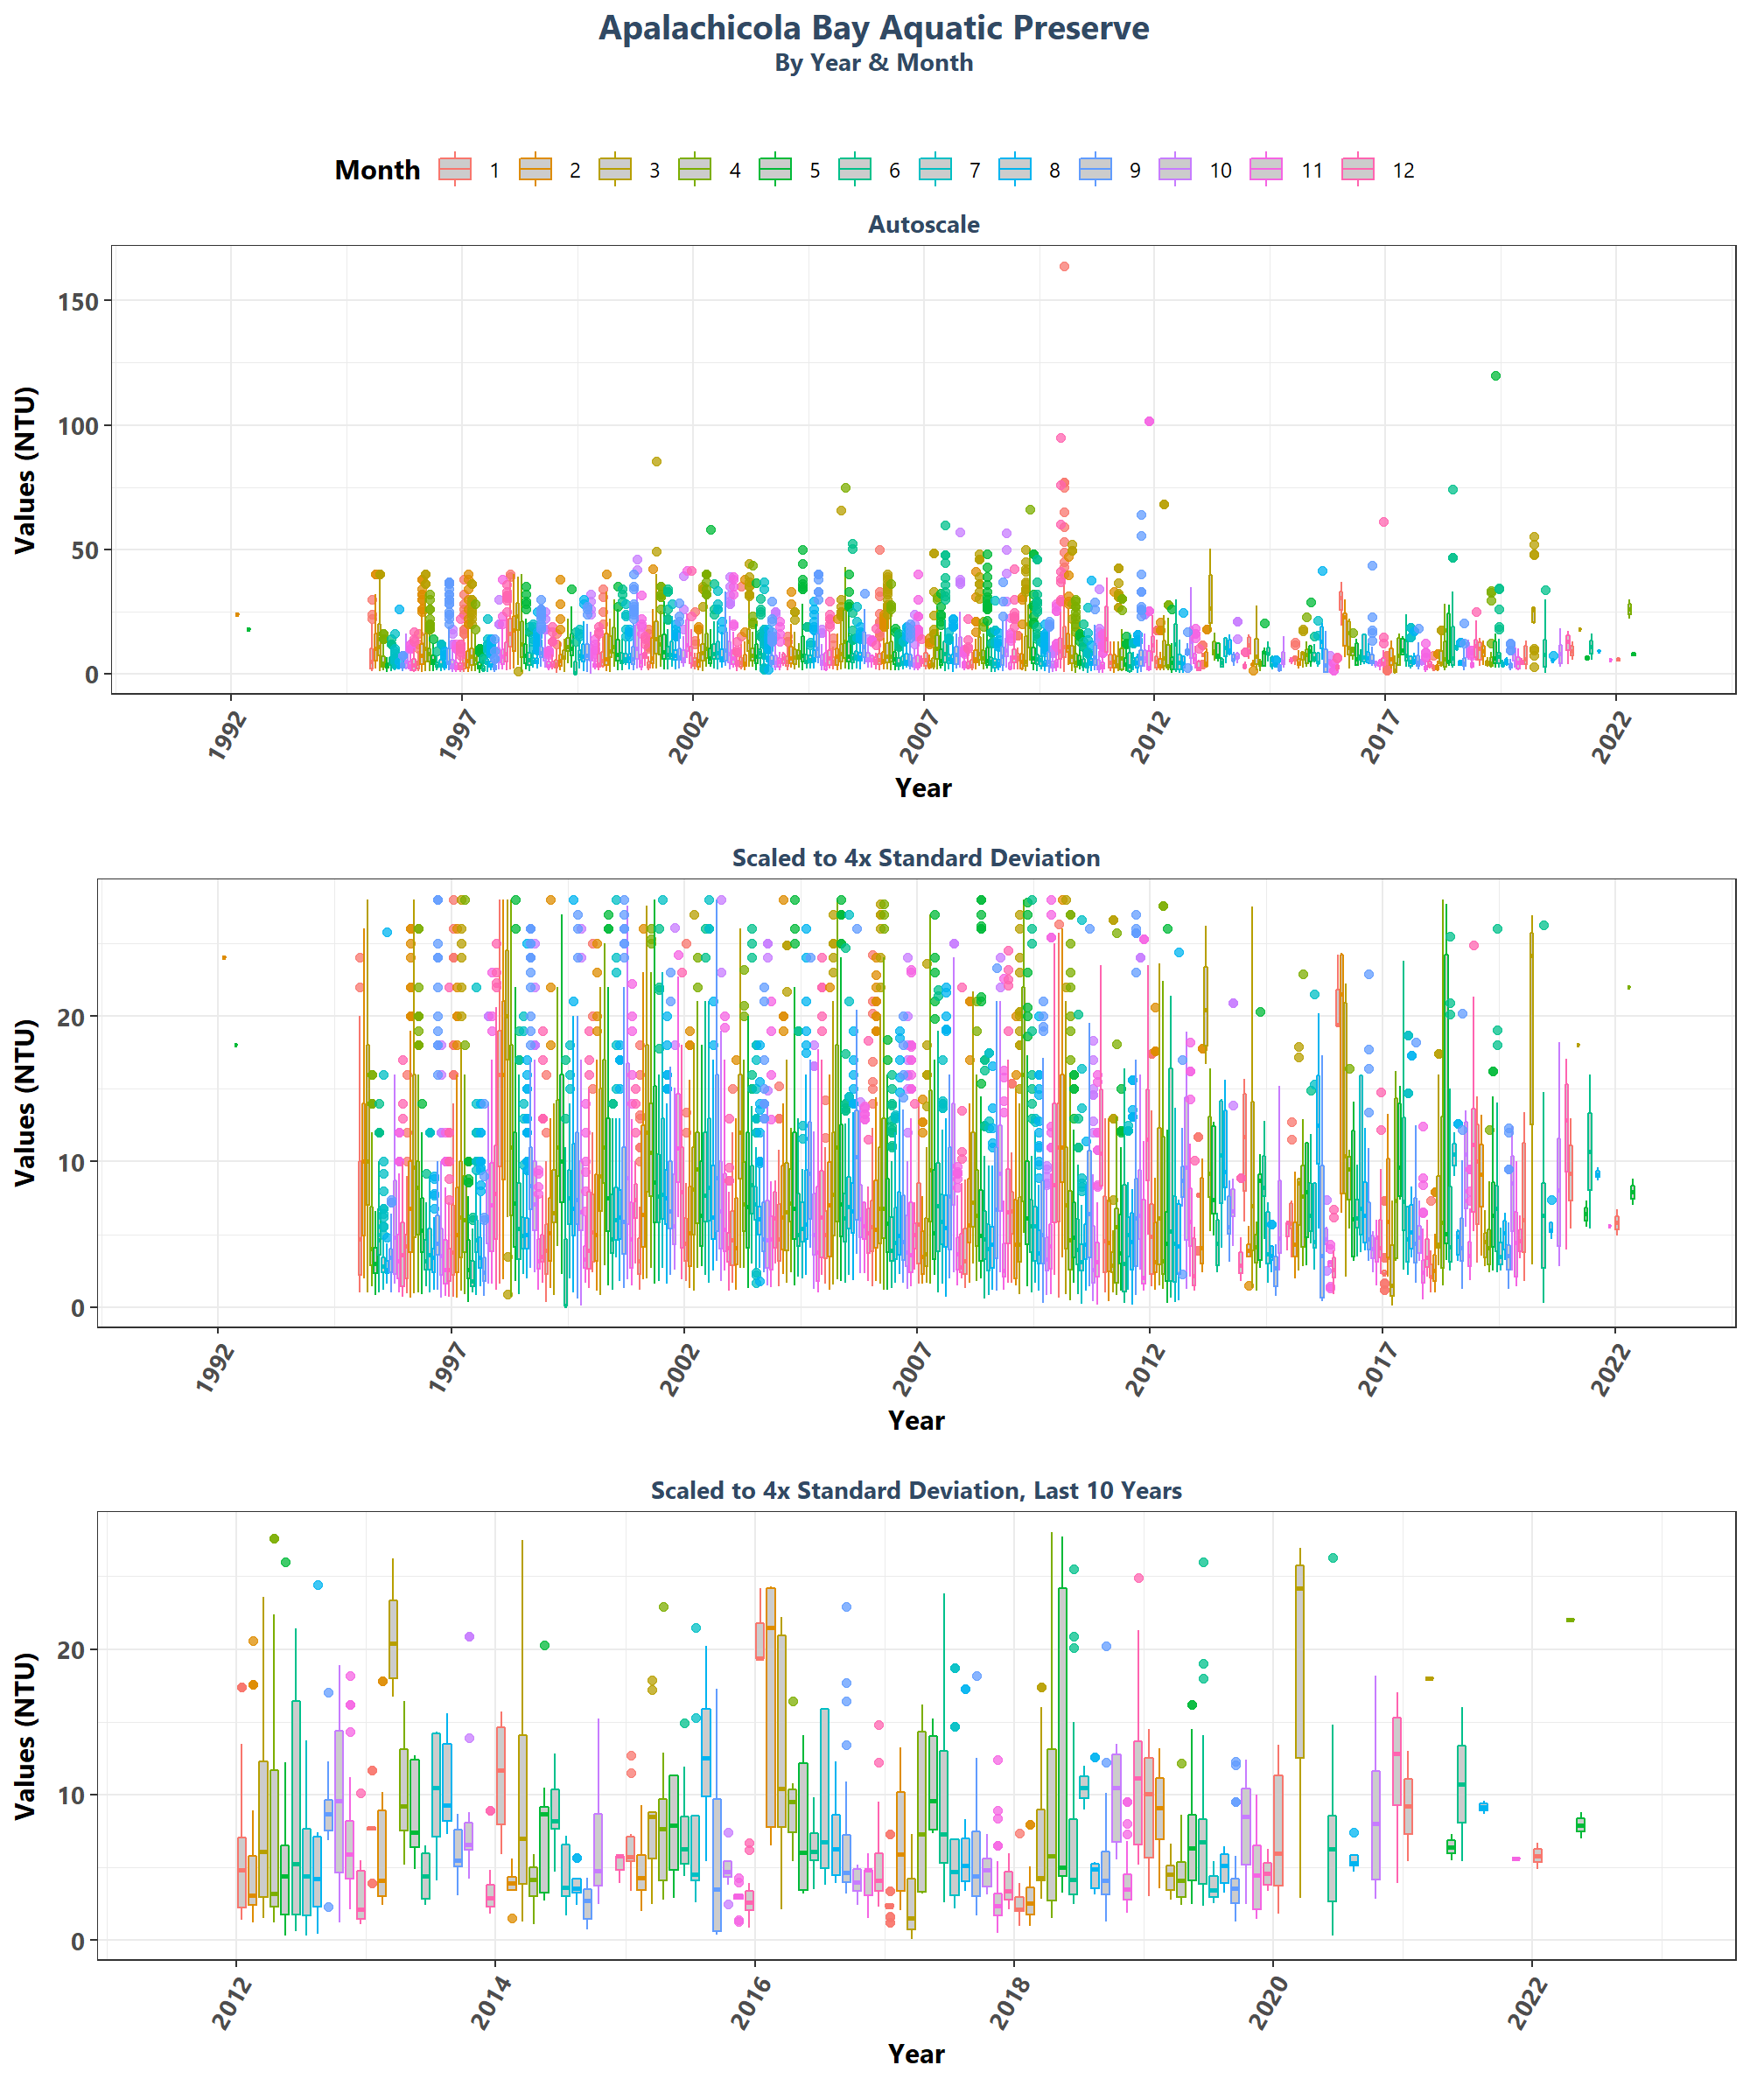 Apalachicola Bay Aquatic Preserve
By Year & Month
Month 1 2 3 4 5 6 7 8 9 10 11 12
Autoscale
Values (NTU)
150
100
50
0
1992 1997 2002 2007 2012 2017 2022
Year
Scaled to 4x Standard Deviation
Values (NTU)
20
10
0
1992 1997 2002 2007 2012 2017 2022
Year
Scaled to 4x Standard Deviation, Last 10 Years
Values (NTU)
20
10
0
2012 2014 2016 2018 2020 2022
Year